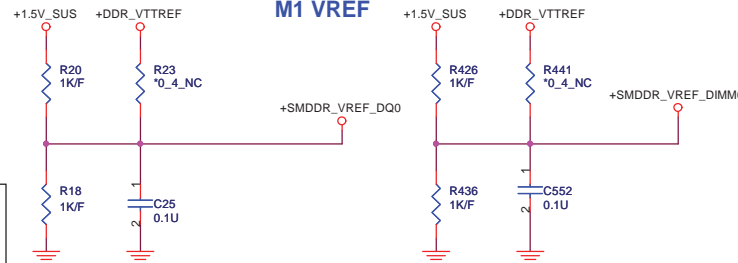 M1 VREF
+1.5V_SUS
+DDR_VTTREF
R20
1K/F
R23
*0_4_NC
+SMDDR_VREF_DQ0
R18
1K/F
1
C25
0.1U
2
+1.5V_SUS
+DDR_VTTREF
R426
1K/F
R441
*0_4_NC
+SMDDR_VREF_DIMM
R436
1K/F
1
C552
0.1U
2